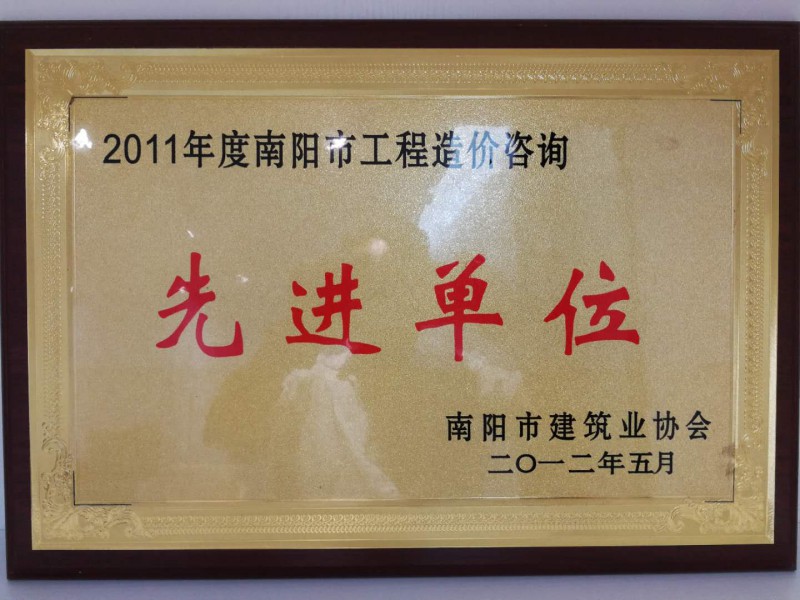 2011年度南阳市工程造价咨询
先进单位
南阳市建筑业协会
二〇一二年五月